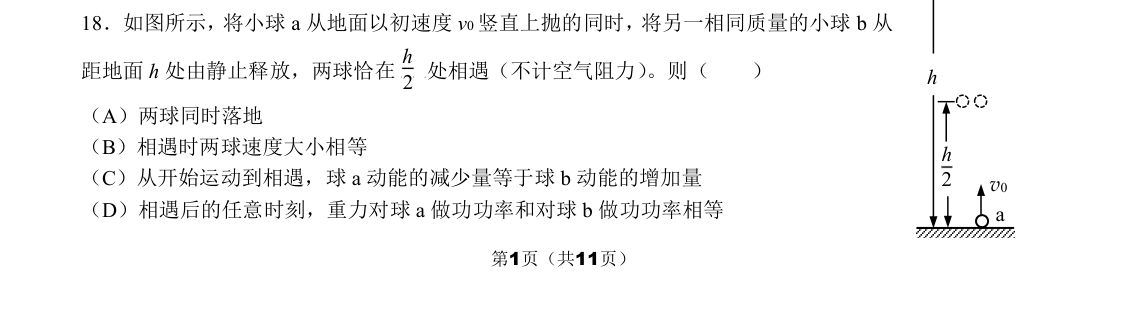 18．如图所示，将小球 a 从地面以初速度 v0 竖直上抛的同时，将另一相同质量的小球 b 从
距地面 h 处由静止释放，两球恰在 h/2 处相遇（不计空气阻力）。则（　　）
（A）两球同时落地
（B）相遇时两球速度大小相等
（C）从开始运动到相遇，球 a 动能的减少量等于球 b 动能的增加量
（D）相遇后的任意时刻，重力对球 a 做功功率和对球 b 做功功率相等
h
h/2
v0
a
第1页（共11页）